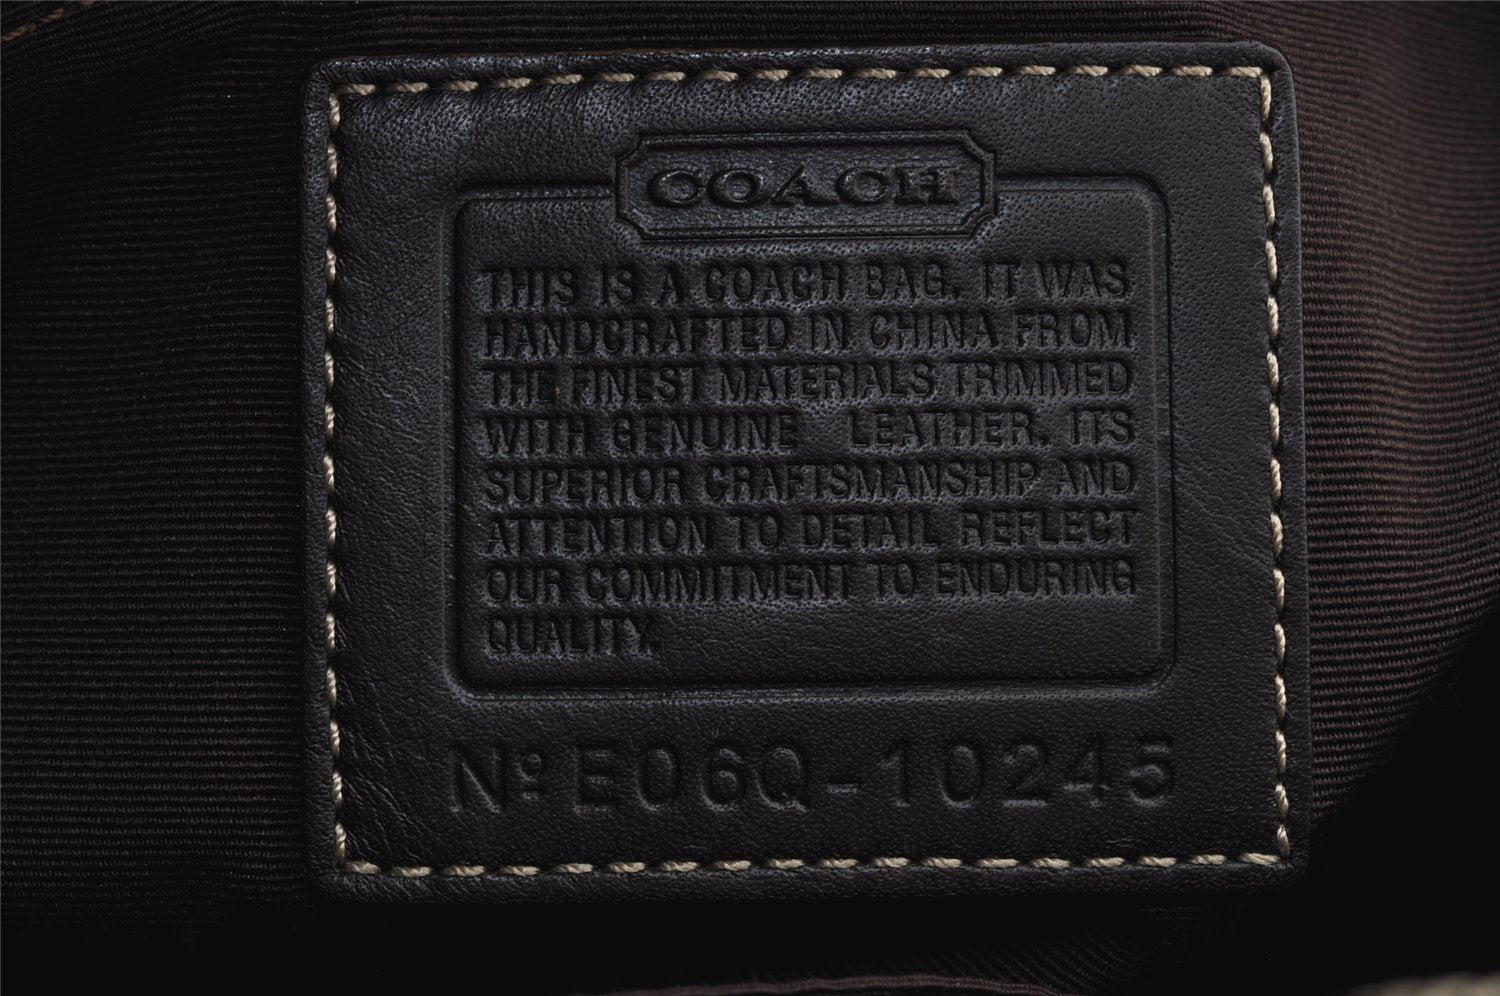 COACH
THIS IS A COACH BAG. IT WAS
HANDCRAFTED IN CHINA FROM
THE FINEST MATERIALS TRIMMED
WITH GENUINE LEATHER. ITS
SUPERIOR CRAFTSMANSHIP AND
ATTENTION TO DETAIL REFLECT
OUR COMMITMENT TO ENDURING
QUALITY.
Nº E06Q-10245